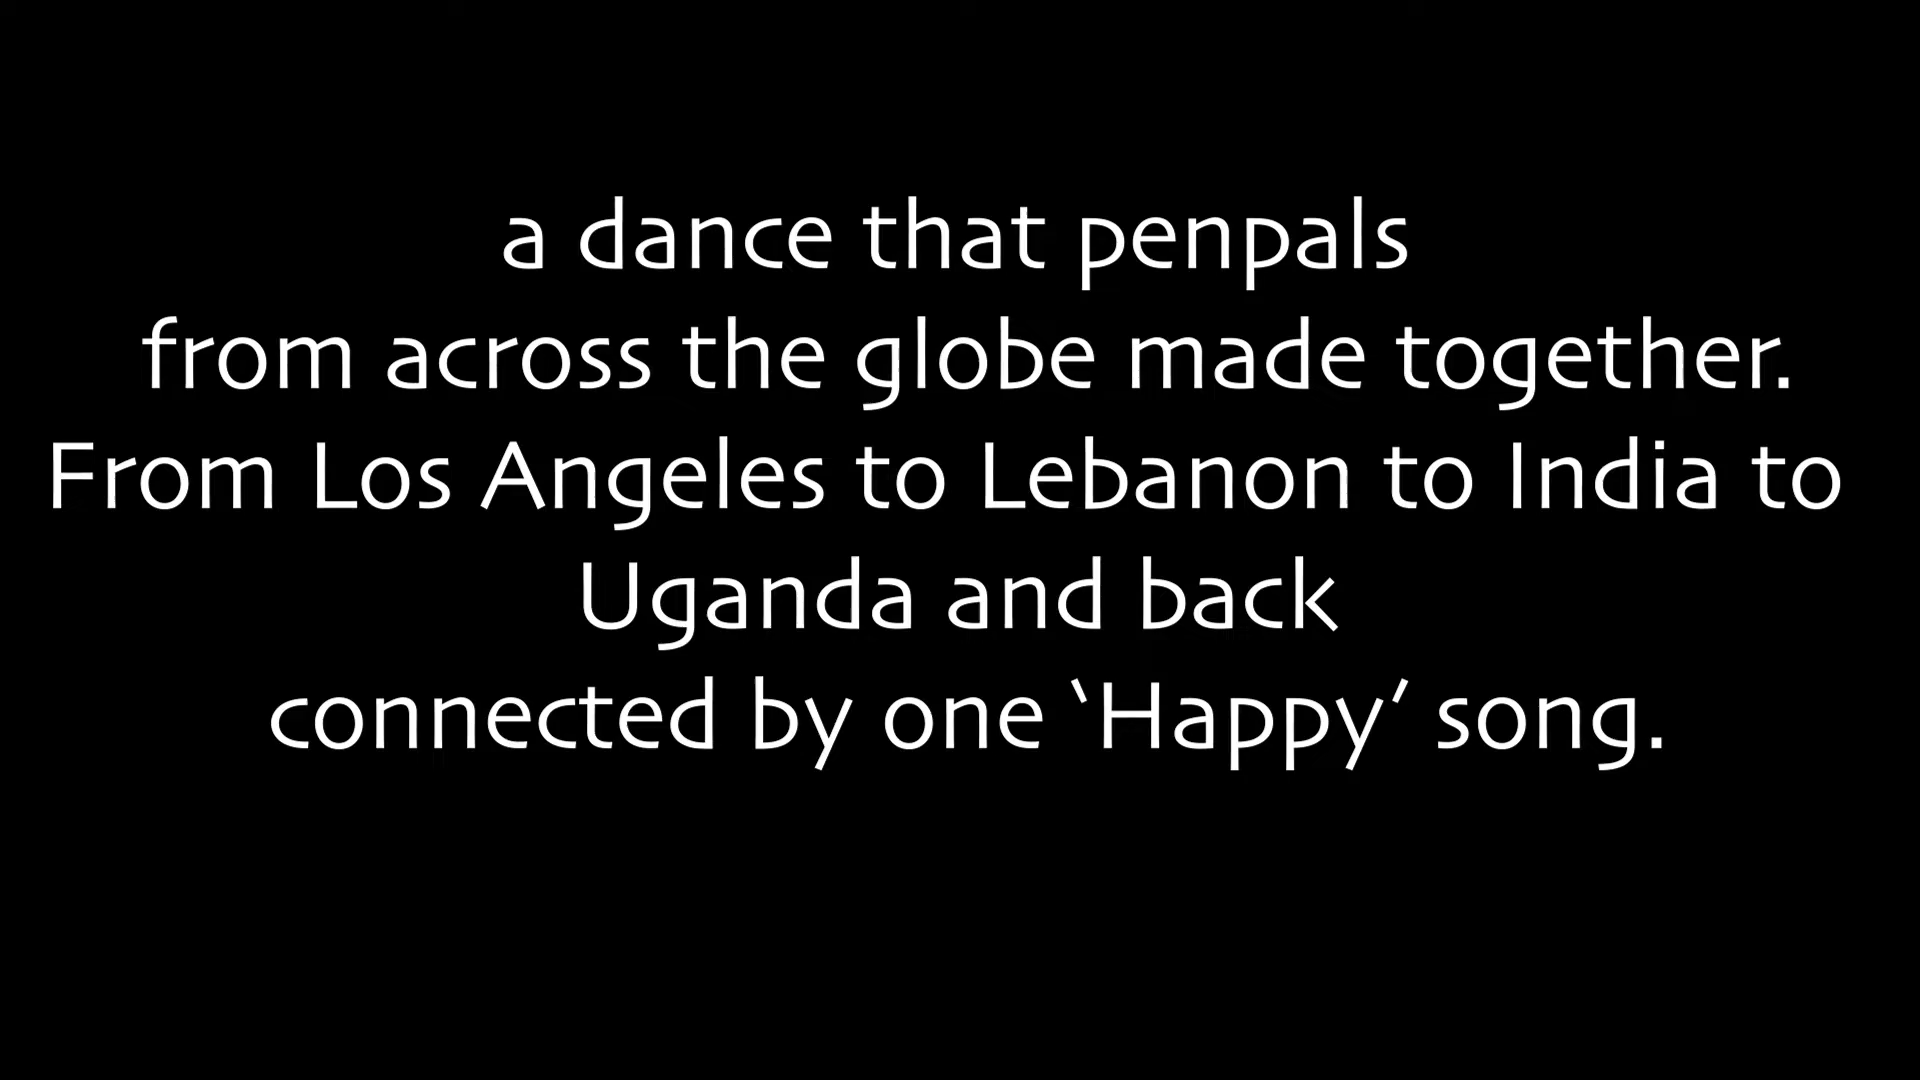 a dance that penpals
from across the globe made together.
From Los Angeles to Lebanon to India to
Uganda and back
connected by one ‘Happy’ song.